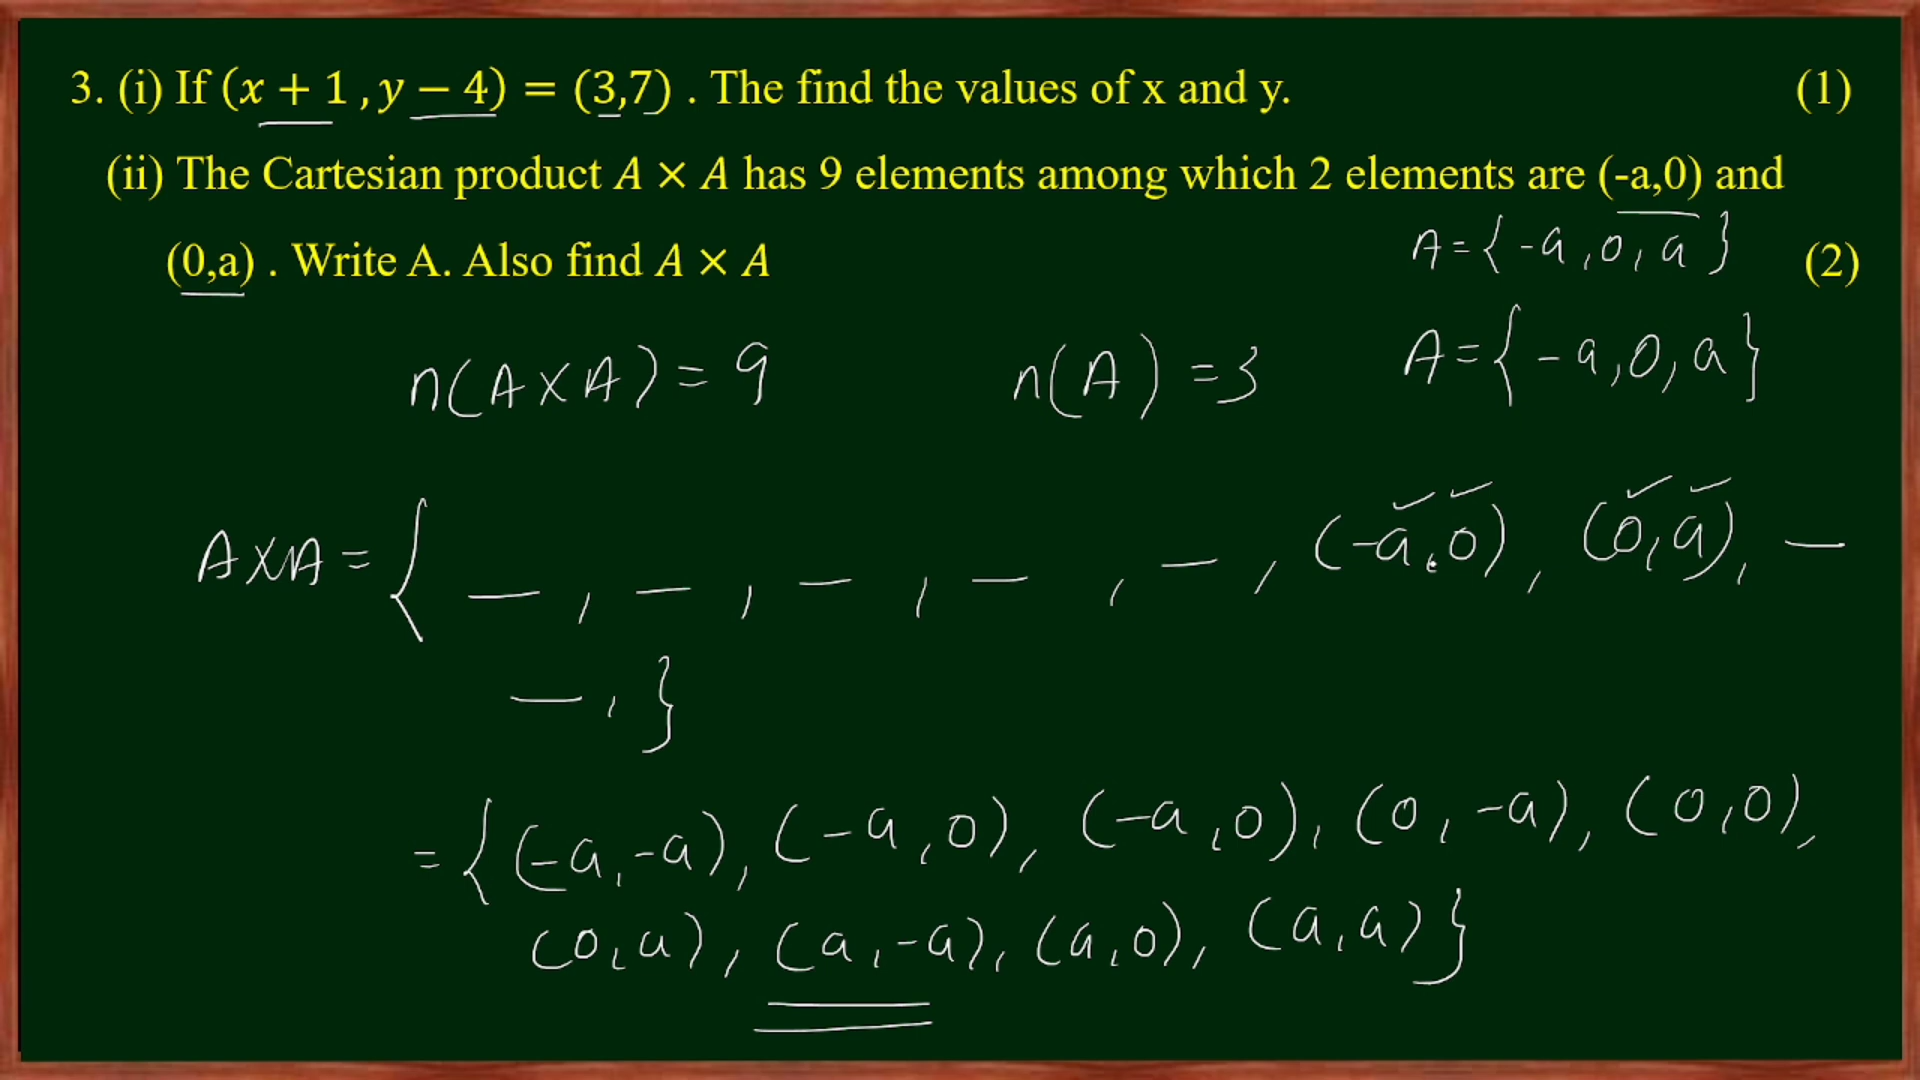 3. (i) If (x + 1 , y − 4) = (3,7) . The find the values of x and y. (1)
(ii) The Cartesian product A × A has 9 elements among which 2 elements are (-a,0) and
(0,a) . Write A. Also find A × A (2)
A={-a,0,a}
n(A×A)=9 n(A)=3 A={-a,0,a}
A×A={ — , — , — , — , — , (-a,0), (0,a), —
— , }
={(-a,-a),(-a,0),(-a,0),(0,-a),(0,0),
(0,a),(a,-a),(a,0),(a,a)}